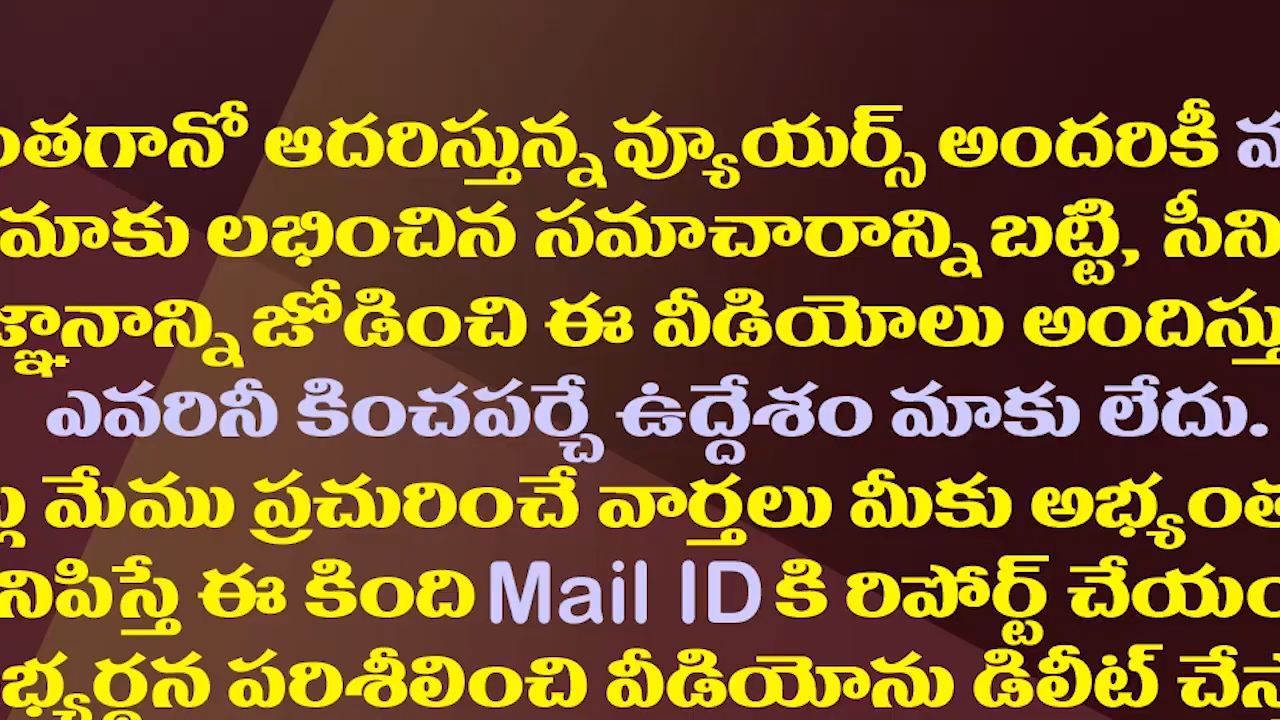 ంతగానో ఆదరిస్తున్న వ్యూయర్స్ అందరికీ
మాకు లభించిన సమాచారాన్ని బట్టి, సీని
జ్ఞానాన్ని జోడించి ఈ వీడియోలు అందిస్తు
ఎవరినీ కించపర్చే ఉద్దేశం మాకు లేదు.
మేము ప్రచురించే వార్తలు మీకు అభ్యంత
నిపిస్తే ఈ కింది Mail ID కి రిపోర్ట్ చేయం
భ్యర్థన పరిశీలించి వీడియోను డిలీట్ చేస